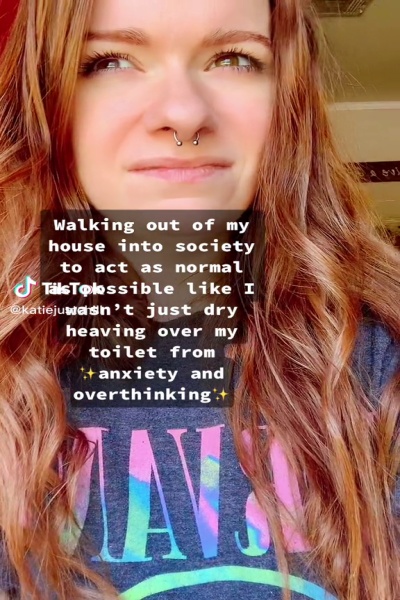 Walking out of my
house into society
to act as normal
as possible like I
wasn't just dry
heaving over my
toilet from
✨anxiety and
overthinking✨
TikTok